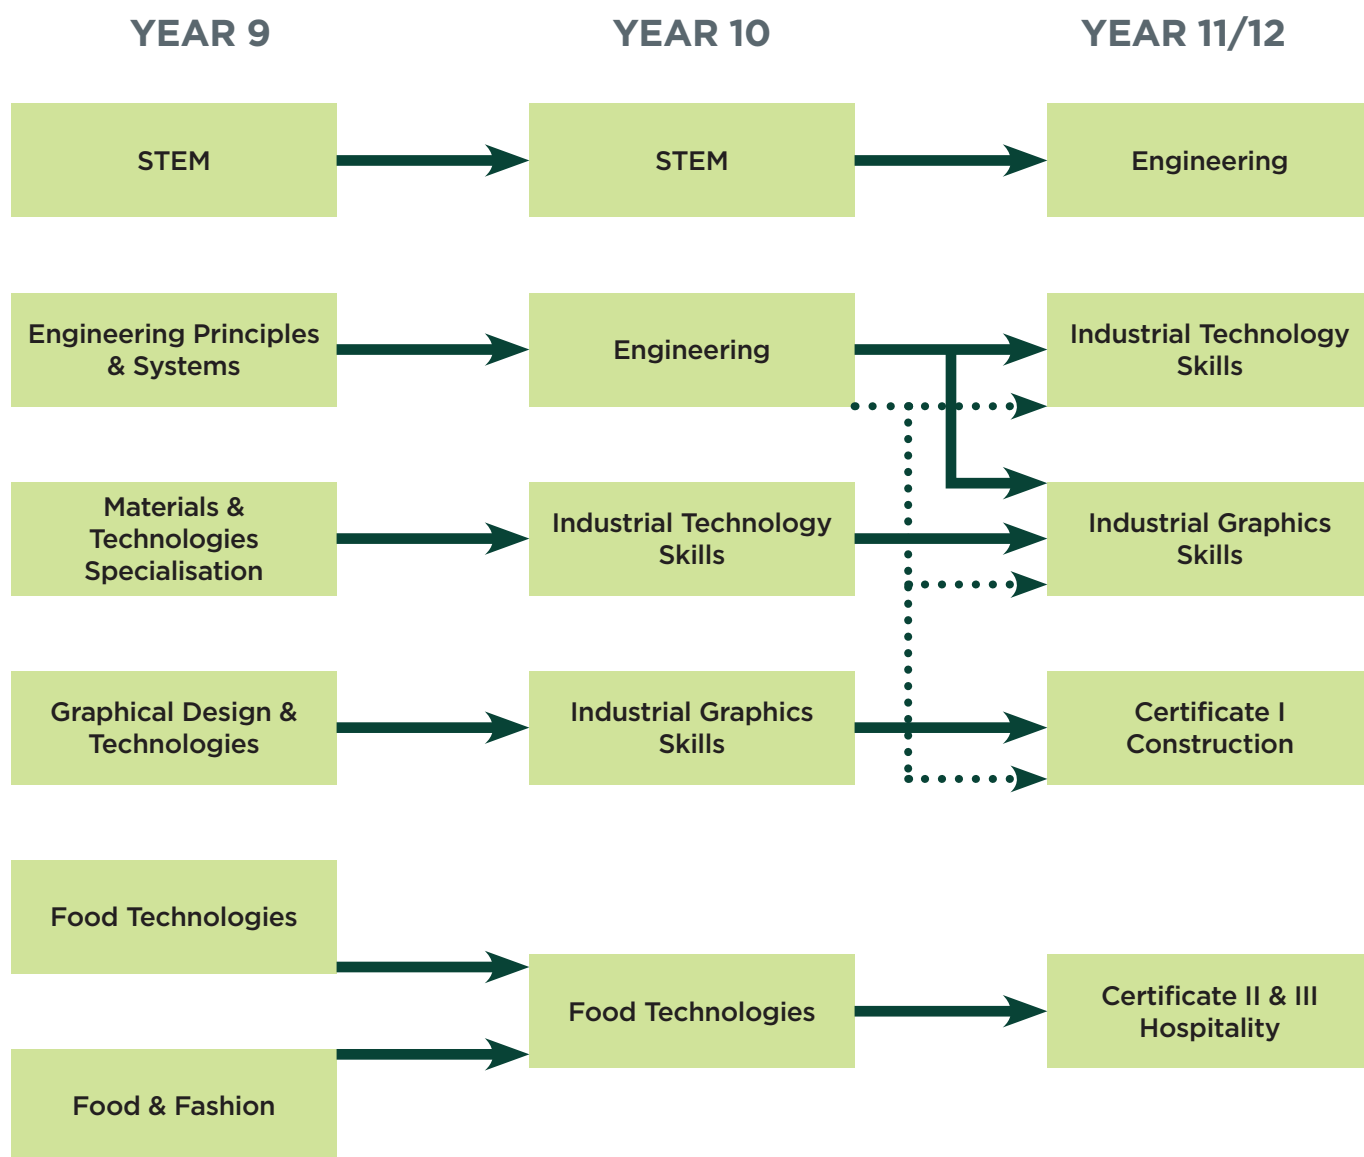 YEAR 9
YEAR 10
YEAR 11/12
STEM
STEM
Engineering
Engineering Principles
& Systems
Engineering
Industrial Technology
Skills
Materials &
Technologies
Specialisation
Industrial Technology
Skills
Industrial Graphics
Skills
Graphical Design &
Technologies
Industrial Graphics
Skills
Certificate I
Construction
Food Technologies
Food Technologies
Certificate II & III
Hospitality
Food & Fashion